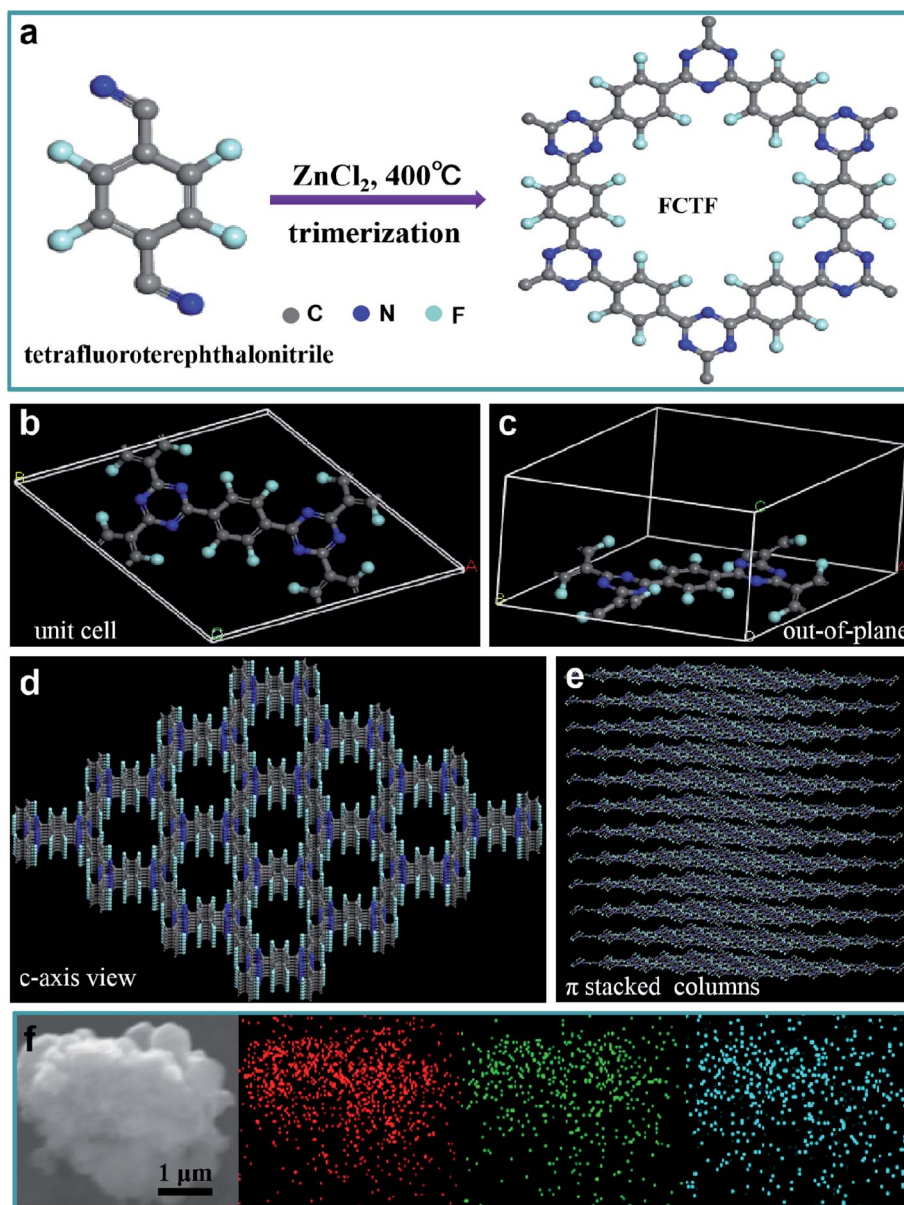 a
ZnCl₂, 400℃
trimerization
FCTF
C N F
tetrafluoroterephthalonitrile
b
B
A
O
unit cell
c
C
B
A
O
out-of-plane
d
c-axis view
e
π stacked columns
f
1 μm